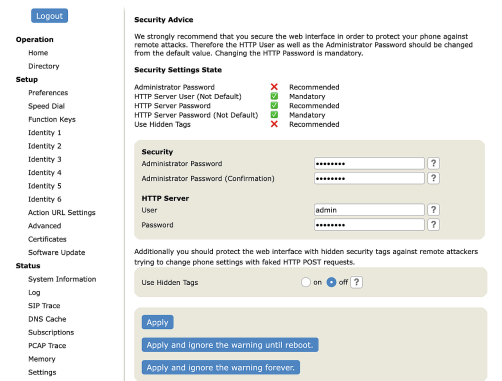 Logout
Operation
Home
Directory
Setup
Preferences
Speed Dial
Function Keys
Identity 1
Identity 2
Identity 3
Identity 4
Identity 5
Identity 6
Action URL Settings
Advanced
Certificates
Software Update
Status
System Information
Log
SIP Trace
DNS Cache
Subscriptions
PCAP Trace
Memory
Settings
Security Advice
We strongly recommend that you secure the web interface in order to protect your phone against
remote attacks. Therefore the HTTP User as well as the Administrator Password should be changed
from the default value. Changing the HTTP Password is mandatory.
Security Settings State
Administrator Password Recommended
HTTP Server User (Not Default) Mandatory
HTTP Server Password Recommended
HTTP Server Password (Not Default) Mandatory
Use Hidden Tags Recommended
Security
Administrator Password •••••••• ?
Administrator Password (Confirmation) •••••••• ?
HTTP Server
User admin ?
Password •••••••• ?
Additionally you should protect the web interface with hidden security tags against remote attackers
trying to change phone settings with faked HTTP POST requests.
Use Hidden Tags on off ?
Apply
Apply and ignore the warning until reboot.
Apply and ignore the warning forever.